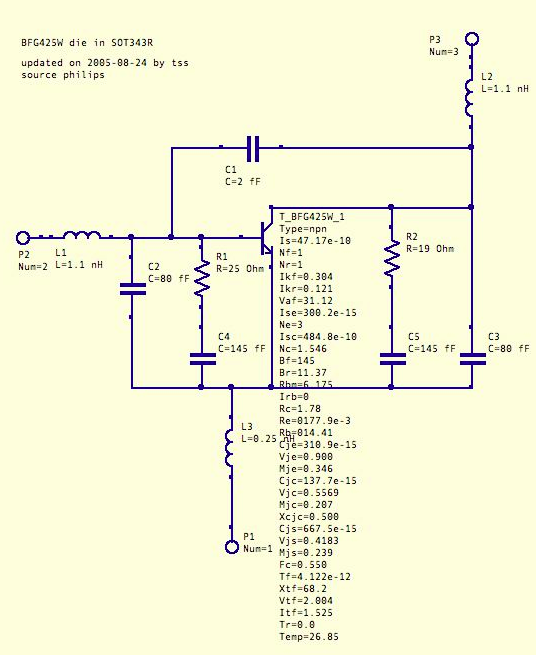 BFG425W die in SOT343R
updated on 2005-08-24 by tss
source philips
P3
Num=3
L2
L=1.1 nH
C1
C=2 fF
P2
Num=2
L1
L=1.1 nH
C2
C=80 fF
R1
R=25 Ohm
C4
C=145 fF
T_BFG425W_1
Type=npn
Is=47.17e-10
Nf=1
Nr=1
Ikf=0.304
Ikr=0.121
Vaf=31.12
Ise=300.2e-15
Ne=3
Isc=484.8e-10
Nc=1.546
Bf=145
Br=11.37
Rbm=6.175
Irb=0
Rc=1.78
Re=0177.9e-3
Rb=014.41
Cje=310.9e-15
Vje=0.900
Mje=0.346
Cjc=137.7e-15
Vjc=0.5569
Mjc=0.207
Xcjc=0.500
Cjs=667.5e-15
Vjs=0.4183
Mjs=0.239
Fc=0.550
Tf=4.122e-12
Xtf=68.2
Vtf=2.004
Itf=1.525
Tr=0.0
Temp=26.85
R2
R=19 Ohm
C5
C=145 fF
C3
C=80 fF
L3
L=0.25 nH
P1
Num=1